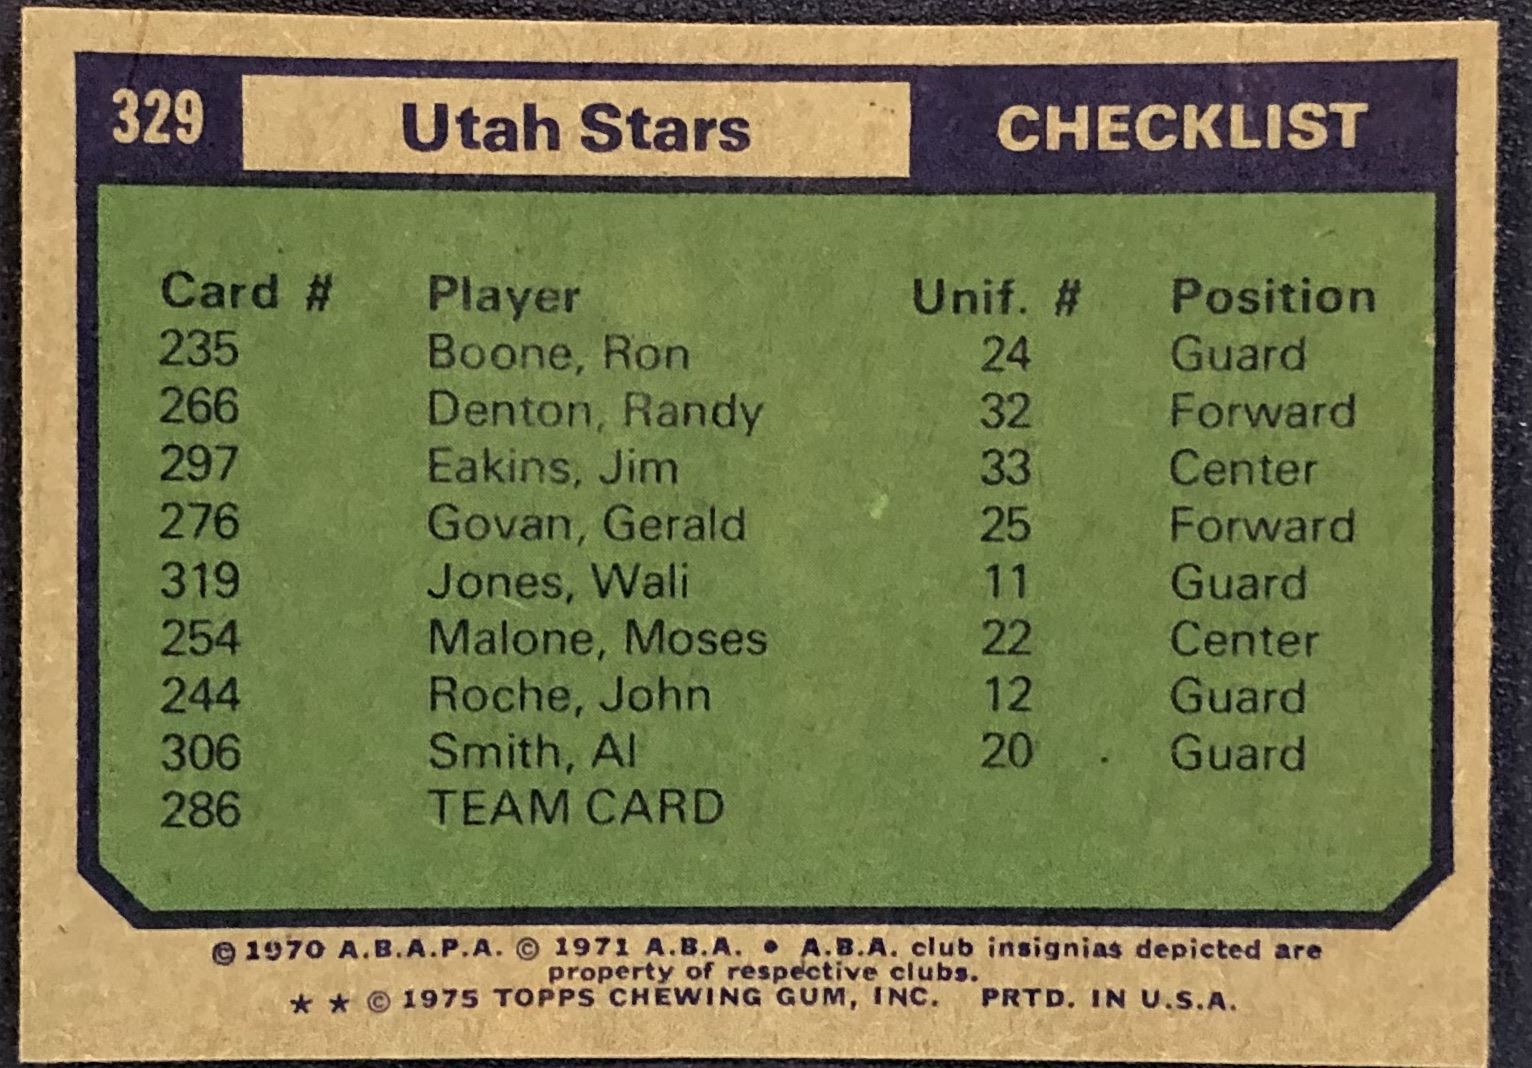 329 Utah Stars CHECKLIST
Card # Player Unif. # Position
235 Boone, Ron 24 Guard
266 Denton, Randy 32 Forward
297 Eakins, Jim 33 Center
276 Govan, Gerald 25 Forward
319 Jones, Wali 11 Guard
254 Malone, Moses 22 Center
244 Roche, John 12 Guard
306 Smith, Al 20 Guard
286 TEAM CARD
© 1970 A.B.A.P.A. © 1971 A.B.A. • A.B.A. club insignias depicted are
property of respective clubs.
★ ★ © 1975 TOPPS CHEWING GUM, INC. PRTD. IN U.S.A.